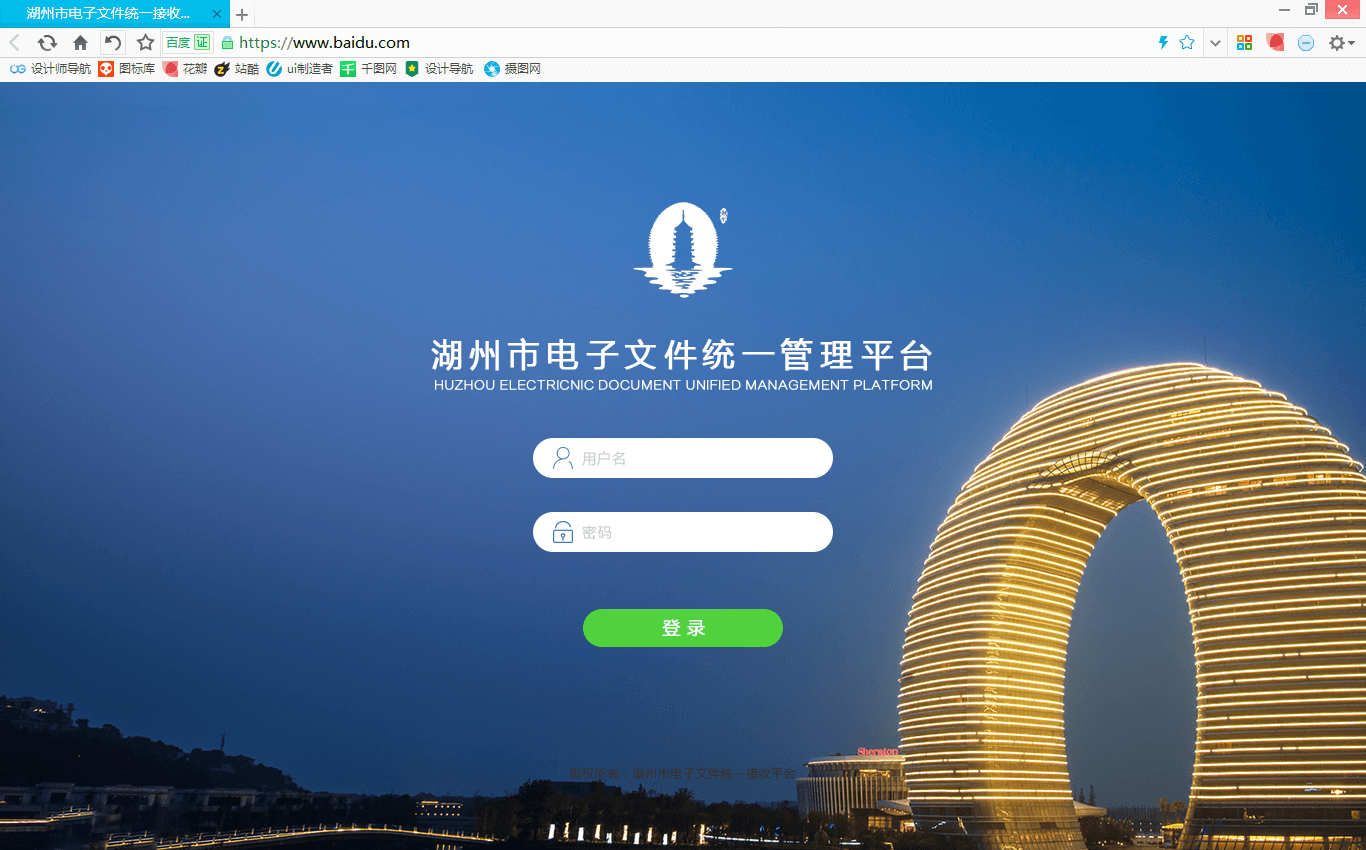 湖州市电子文件统一接收...
百度 证 https://www.baidu.com
设计师导航 图标库 花瓣 站酷 ui制造者 千图网 设计导航 摄图网
湖州市电子文件统一管理平台
HUZHOU ELECTRICNIC DOCUMENT UNIFIED MANAGEMENT PLATFORM
用户名
密码
登录
Sheraton
版权所有：湖州市电子文件统一接收平台